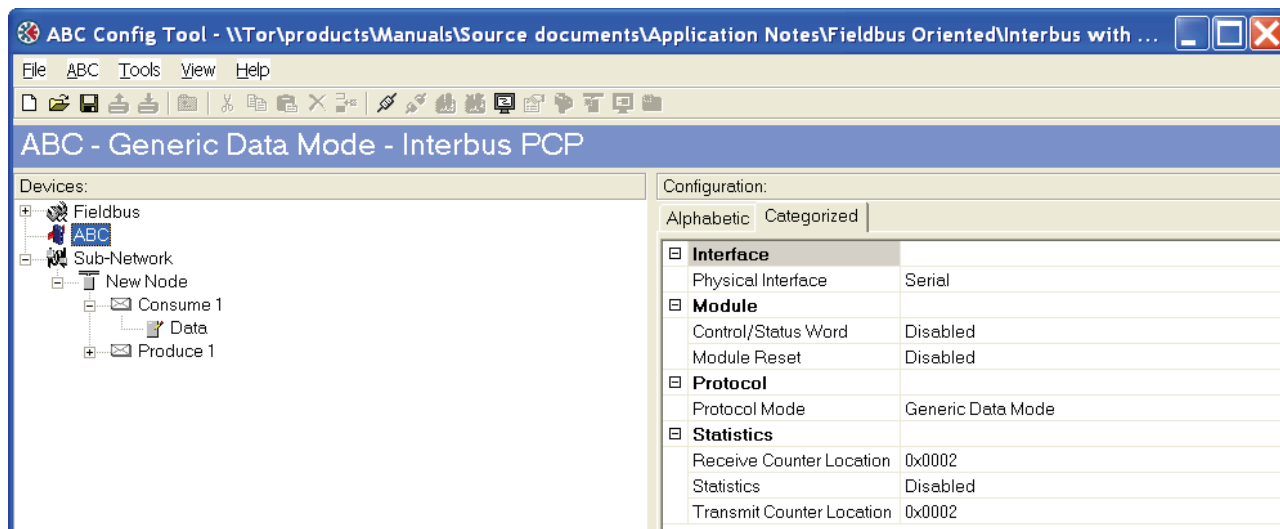 ABC Config Tool - \\Tor\products\Manuals\Source documents\Application Notes\Fieldbus Oriented\Interbus with ...
File ABC Tools View Help
ABC - Generic Data Mode - Interbus PCP
Devices:
Fieldbus
ABC
Sub-Network
New Node
Consume 1
Data
Produce 1
Configuration:
Alphabetic Categorized
Interface
Physical Interface Serial
Module
Control/Status Word Disabled
Module Reset Disabled
Protocol
Protocol Mode Generic Data Mode
Statistics
Receive Counter Location 0x0002
Statistics Disabled
Transmit Counter Location 0x0002